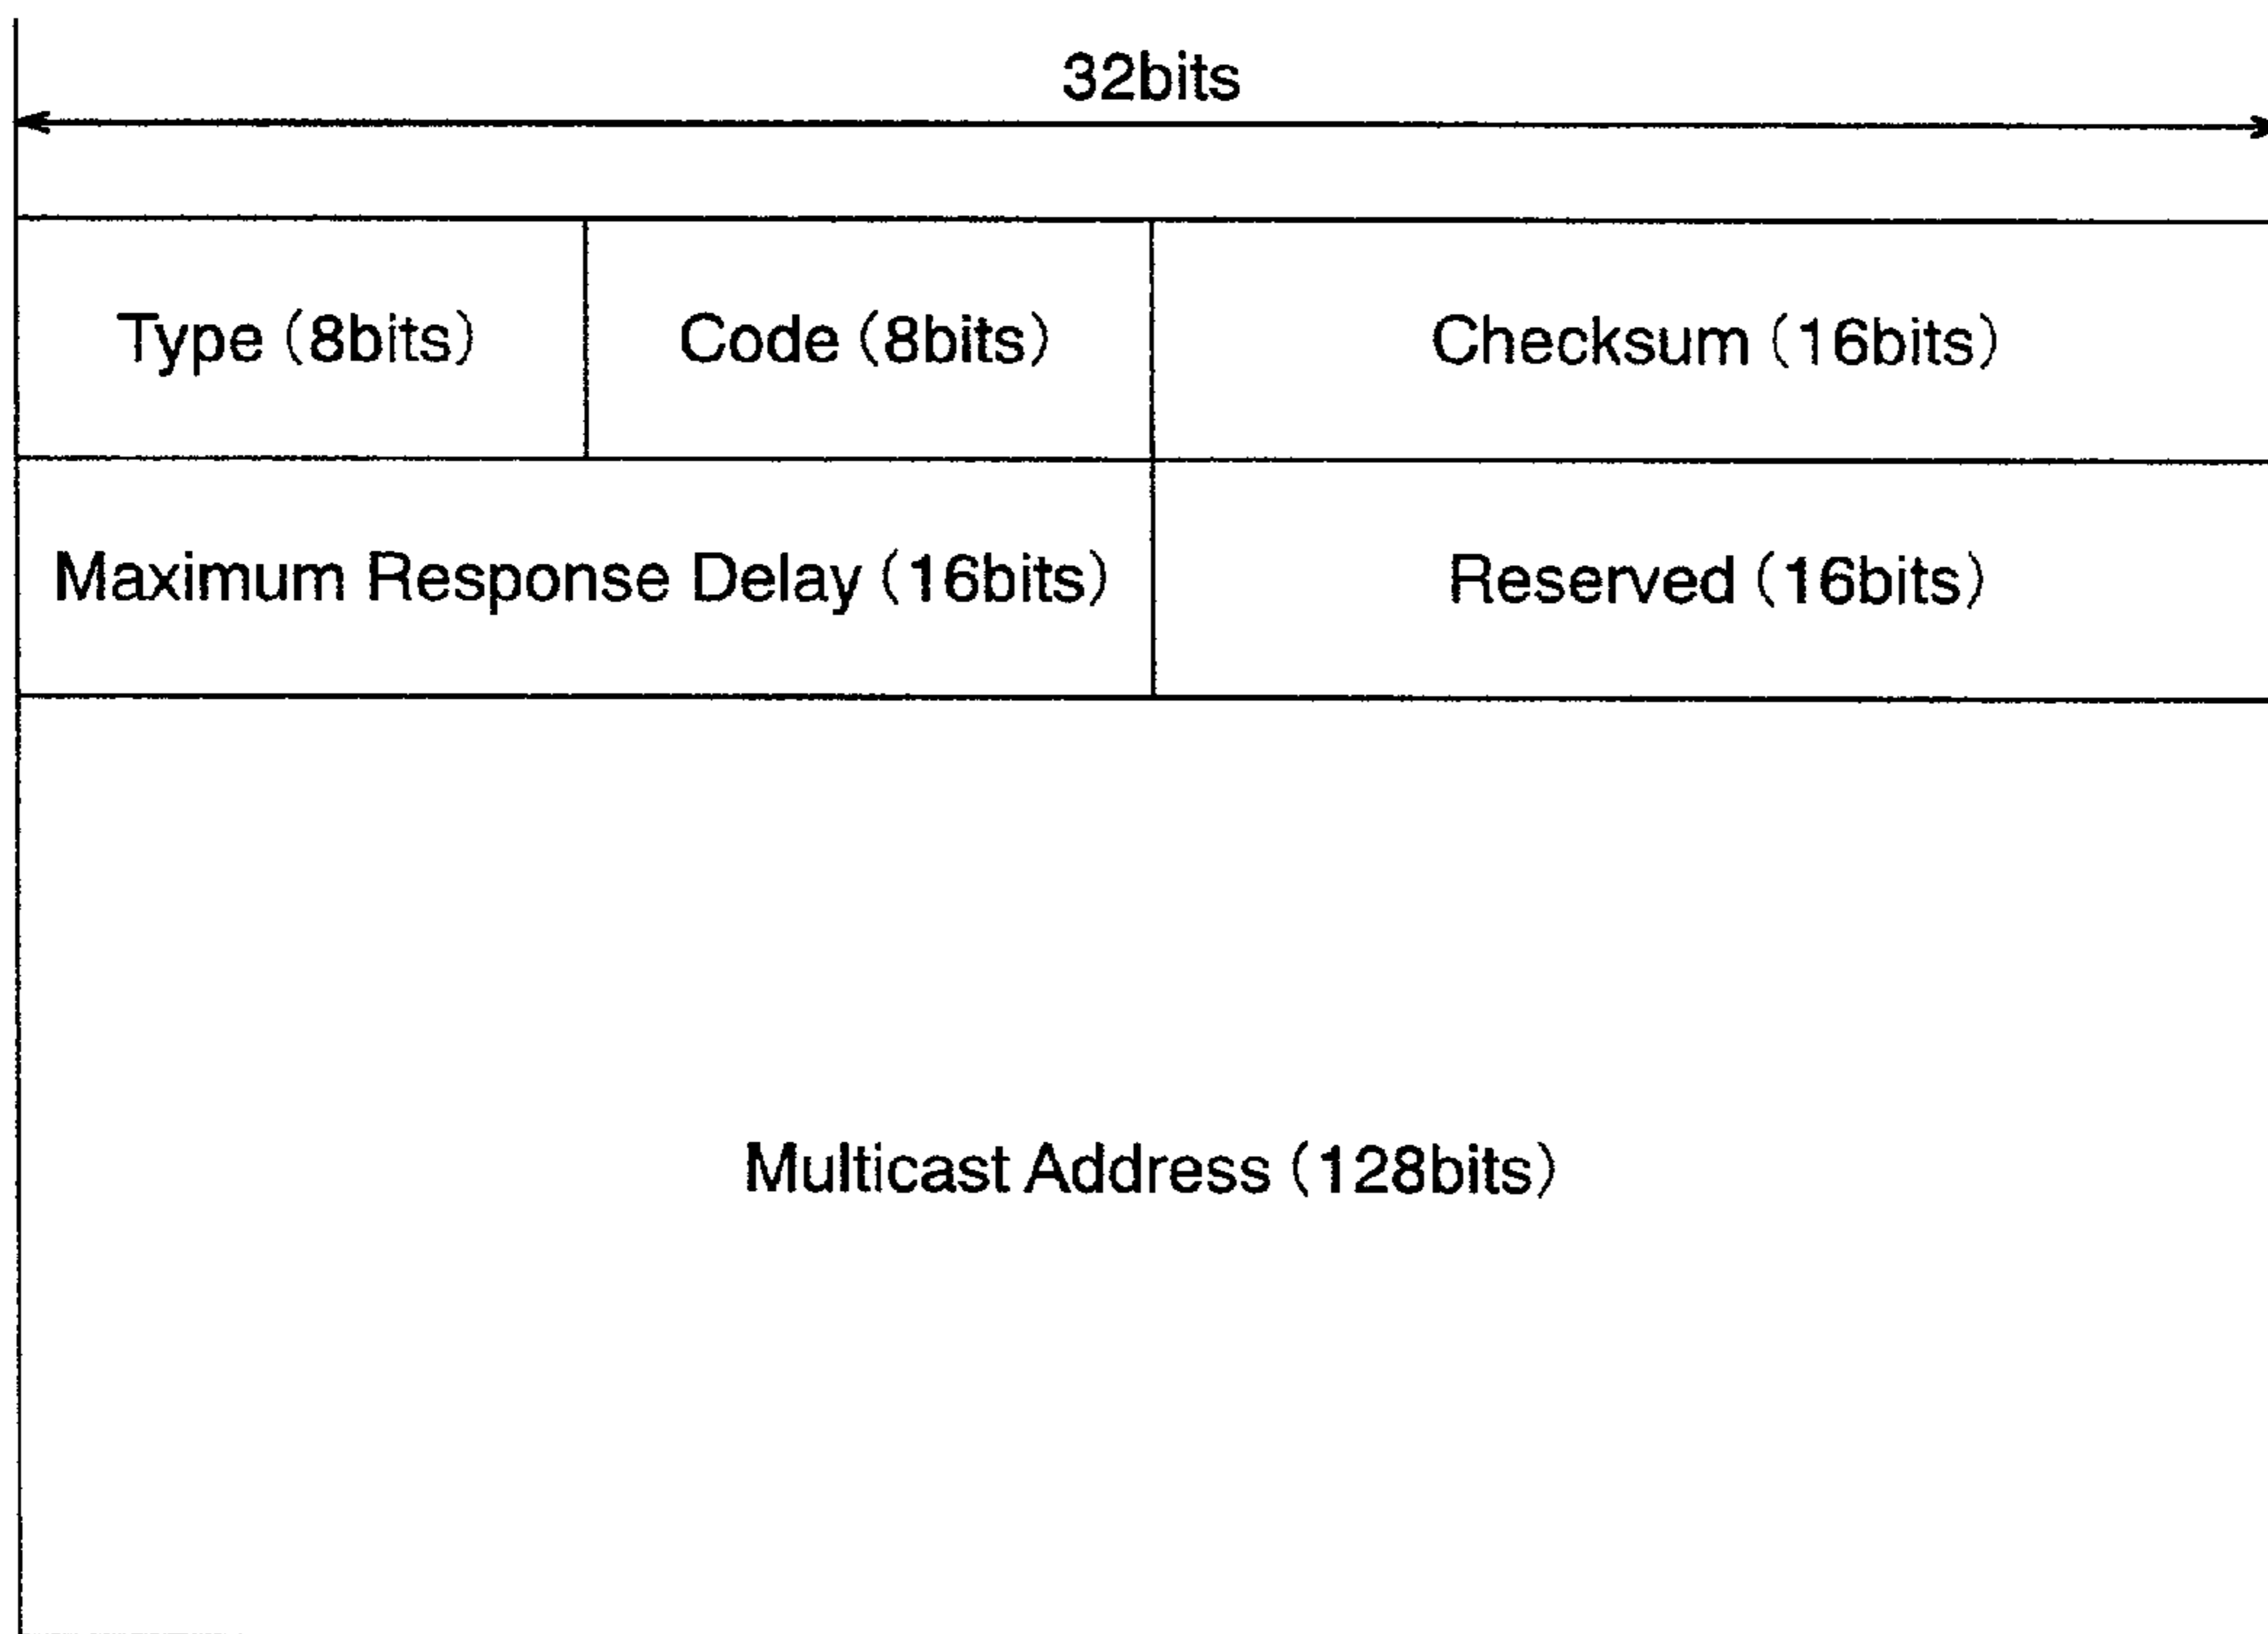 32bits
Type (8bits)
Code (8bits)
Checksum (16bits)
Maximum Response Delay (16bits)
Reserved (16bits)
Multicast Address (128bits)